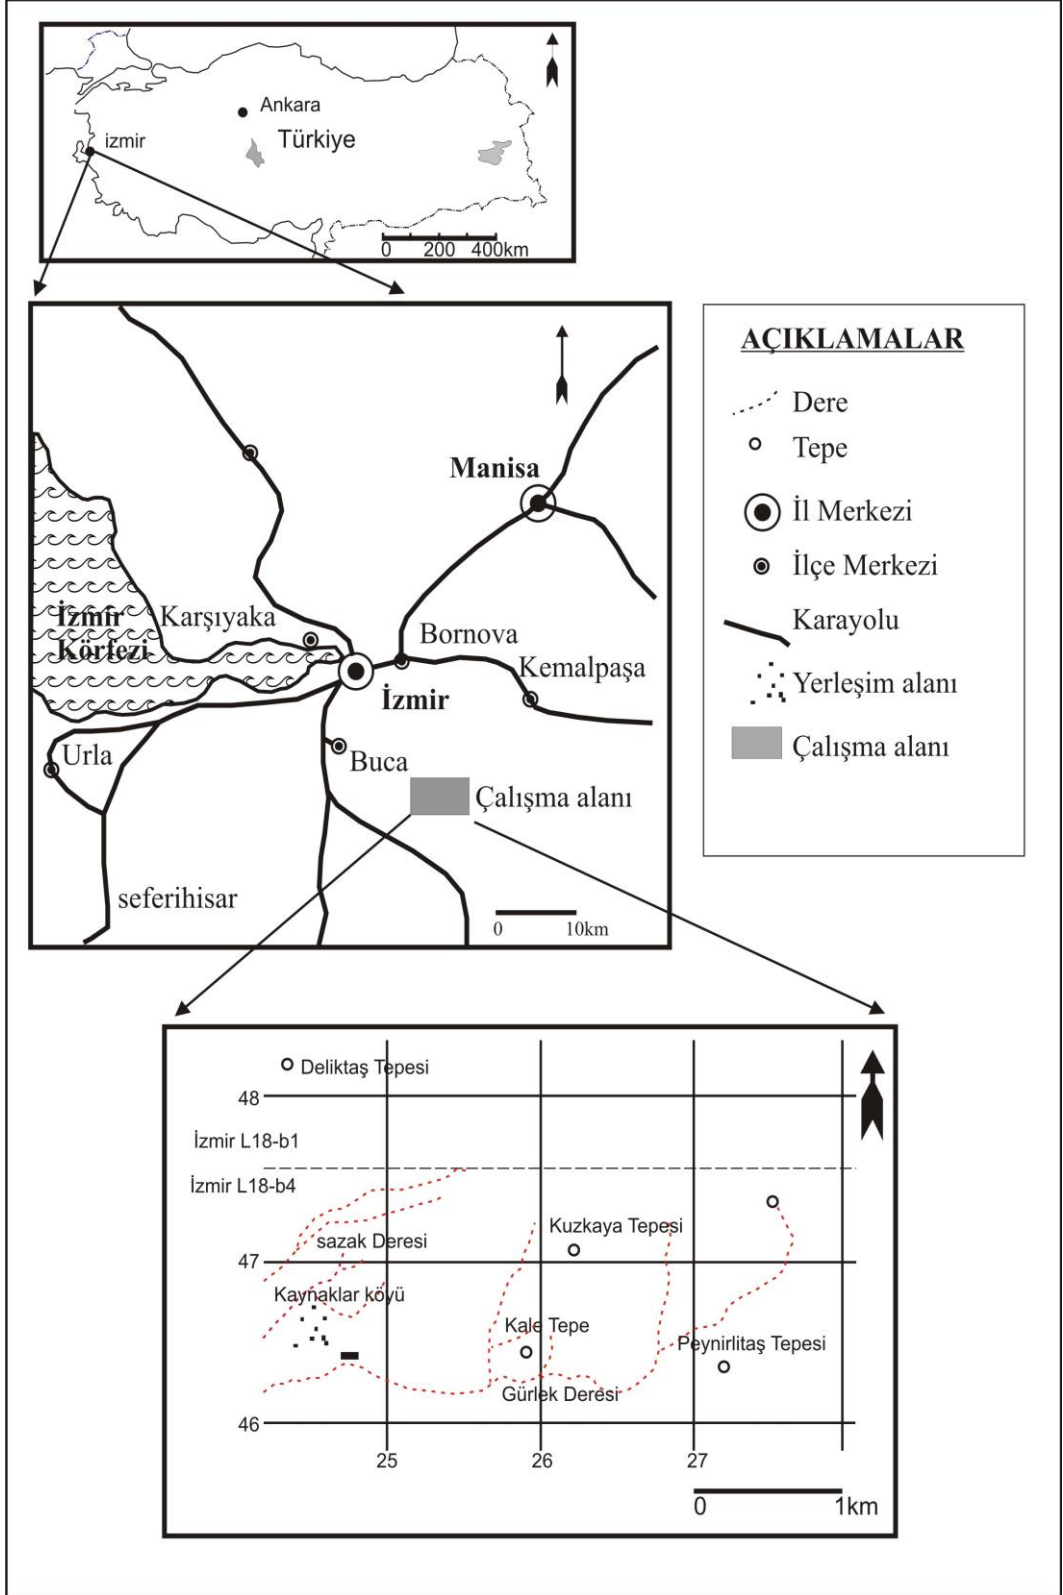 Ankara
Türkiye
izmir
0 200 400km
AÇIKLAMALAR
Dere
Tepe
İl Merkezi
İlçe Merkezi
Karayolu
Yerleşim alanı
Çalışma alanı
Manisa
İzmir
Körfezi
Karşıyaka
Bornova
Kemalpaşa
İzmir
Urla
Buca
Çalışma alanı
seferihisar
0 10km
Deliktaş Tepesi
48
İzmir L18-b1
İzmir L18-b4
Kuzkaya Tepesi
sazak Deresi
47
Kaynaklar köyü
Kale Tepe
Peynirlitaş Tepesi
Gürlek Deresi
46
25 26 27
0 1km